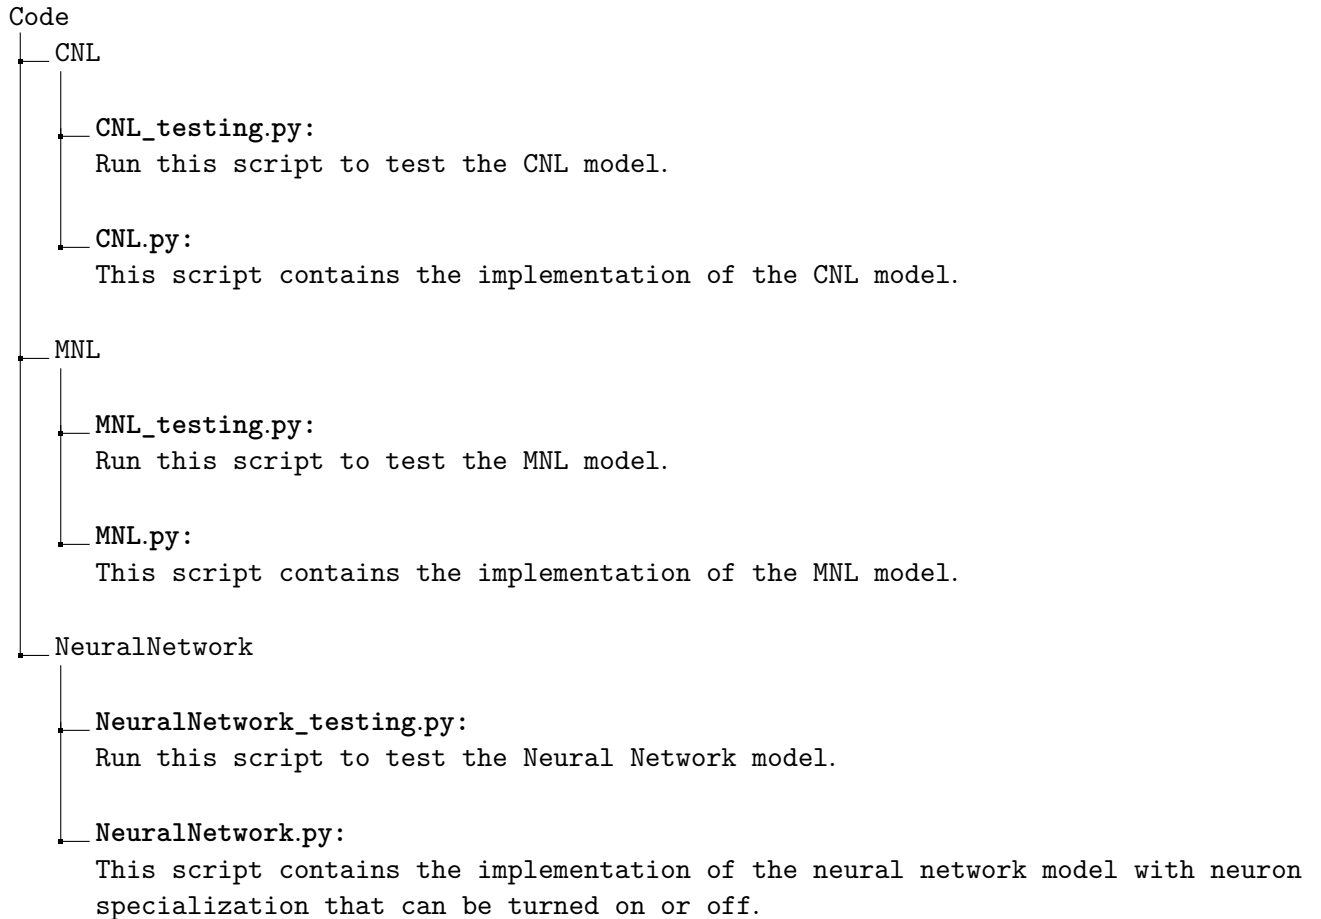 Code
CNL
CNL_testing.py:
Run this script to test the CNL model.
CNL.py:
This script contains the implementation of the CNL model.
MNL
MNL_testing.py:
Run this script to test the MNL model.
MNL.py:
This script contains the implementation of the MNL model.
NeuralNetwork
NeuralNetwork_testing.py:
Run this script to test the Neural Network model.
NeuralNetwork.py:
This script contains the implementation of the neural network model with neuron
specialization that can be turned on or off.